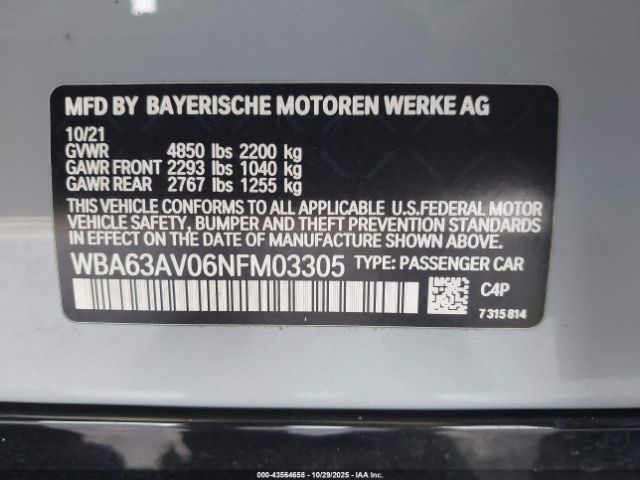 MFD BY BAYERISCHE MOTOREN WERKE AG
10/21
GVWR 4850 lbs 2200 kg
GAWR FRONT 2293 lbs 1040 kg
GAWR REAR 2767 lbs 1255 kg
THIS VEHICLE CONFORMS TO ALL APPLICABLE U.S.FEDERAL MOTOR
VEHICLE SAFETY, BUMPER AND THEFT PREVENTION STANDARDS
IN EFFECT ON THE DATE OF MANUFACTURE SHOWN ABOVE.
WBA63AV06NFM03305 TYPE: PASSENGER CAR
C4P
7315814
000-43564658 - 10/29/2025 - © IAA Inc.